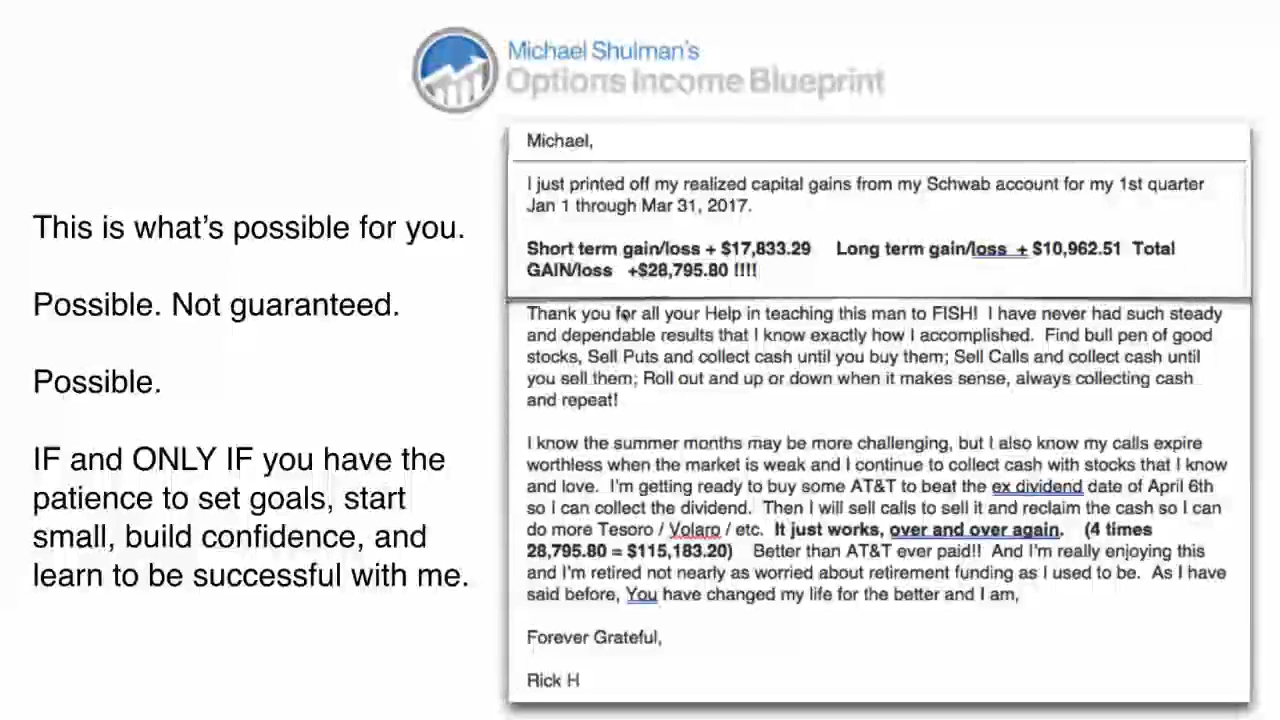 Michael Shulman's
Options Income Blueprint
This is what's possible for you.
Possible. Not guaranteed.
Possible.
IF and ONLY IF you have the
patience to set goals, start
small, build confidence, and
learn to be successful with me.
Michael,
I just printed off my realized capital gains from my Schwab account for my 1st quarter
Jan 1 through Mar 31, 2017.
Short term gain/loss + $17,833.29 Long term gain/loss + $10,962.51 Total
GAIN/loss +$28,795.80 !!!!
Thank you for all your Help in teaching this man to FISH! I have never had such steady
and dependable results that I know exactly how I accomplished. Find bull pen of good
stocks, Sell Puts and collect cash until you buy them; Sell Calls and collect cash until
you sell them; Roll out and up or down when it makes sense, always collecting cash
and repeat!
I know the summer months may be more challenging, but I also know my calls expire
worthless when the market is weak and I continue to collect cash with stocks that I know
and love. I'm getting ready to buy some AT&T to beat the ex dividend date of April 6th
so I can collect the dividend. Then I will sell calls to sell it and reclaim the cash so I can
do more Tesoro / Volaro / etc. It just works, over and over again. (4 times
28,795.80 = $115,183.20) Better than AT&T ever paid!! And I'm really enjoying this
and I'm retired not nearly as worried about retirement funding as I used to be. As I have
said before, You have changed my life for the better and I am,
Forever Grateful,
Rick H